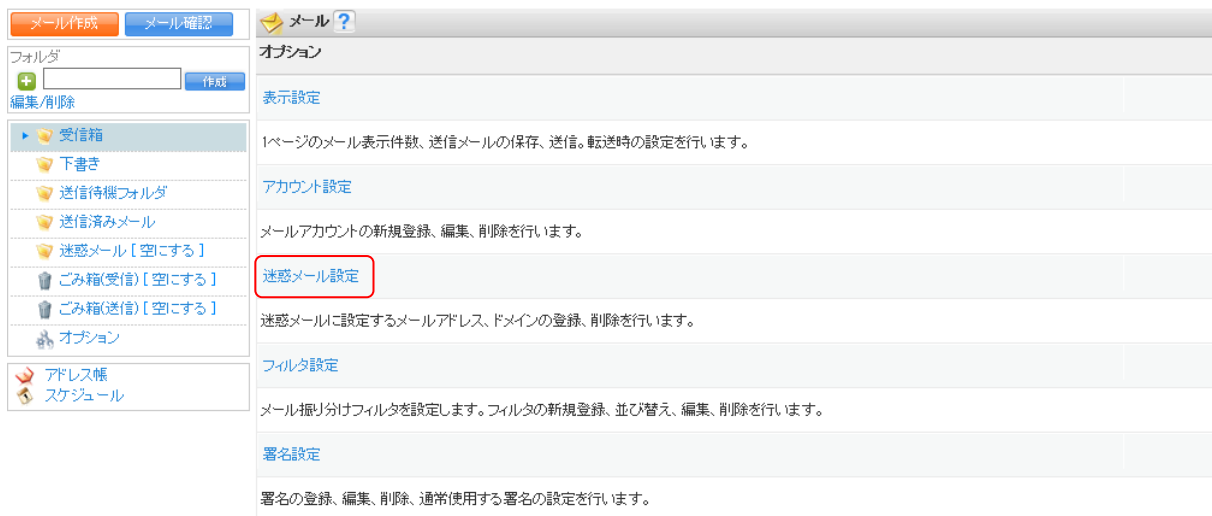 メール作成
メール確認
フォルダ
作成
編集/削除
受信箱
下書き
送信待機フォルダ
送信済みメール
迷惑メール [ 空にする ]
ごみ箱(受信) [ 空にする ]
ごみ箱(送信) [ 空にする ]
オプション
アドレス帳
スケジュール
メール ?
オプション
表示設定
1ページのメール表示件数、送信メールの保存、送信。転送時の設定を行います。
アカウント設定
メールアカウントの新規登録、編集、削除を行います。
迷惑メール設定
迷惑メールに設定するメールアドレス、ドメインの登録、削除を行います。
フィルタ設定
メール振り分けフィルタを設定します。フィルタの新規登録、並び替え、編集、削除を行います。
署名設定
署名の登録、編集、削除、通常使用する署名の設定を行います。